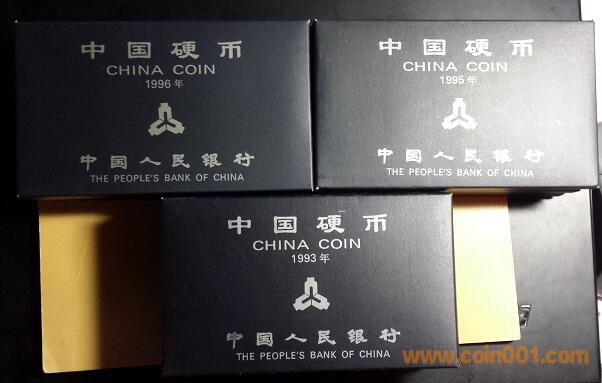 中国硬币
CHINA COIN
1996年
中国人民银行
THE PEOPLE'S BANK OF CHINA
中国硬币
CHINA COIN
1995年
中国人民银行
THE PEOPLE'S BANK OF CHINA
中国硬币
CHINA COIN
1993年
中国人民银行
THE PEOPLE'S BANK OF CHINA
www.coin001.com